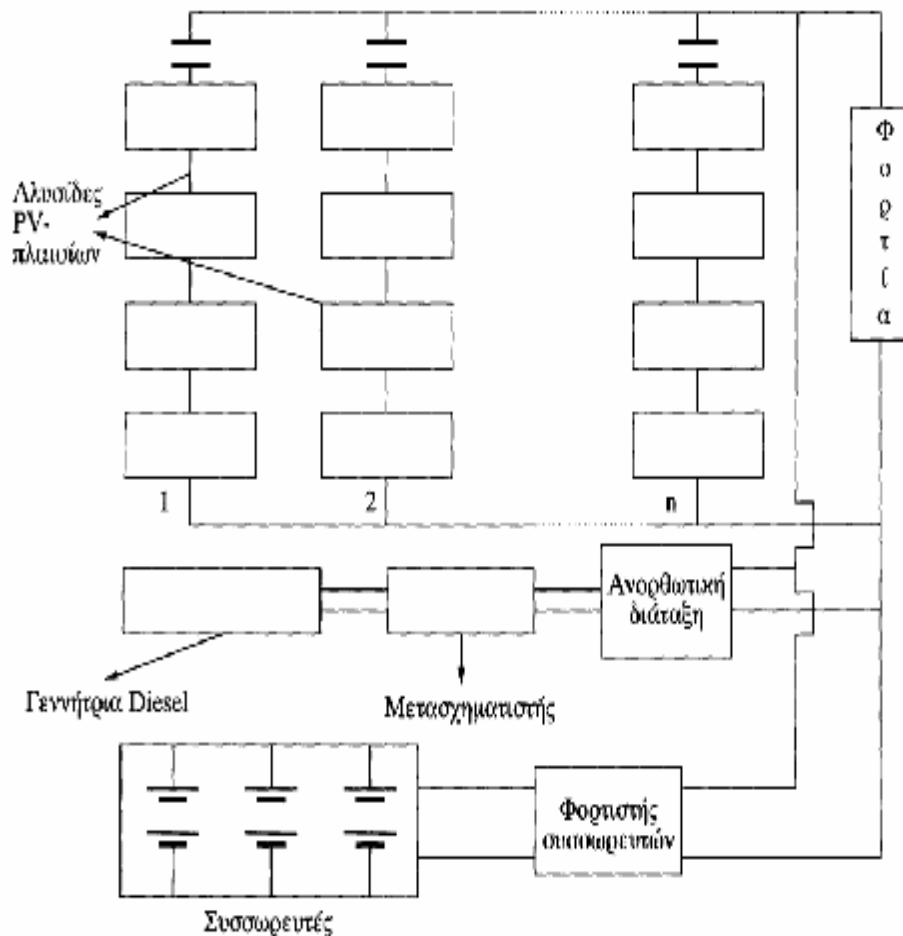 Φ
ο
ρ
τ
ί
α
Αλυσίδες
PV-
πλαισίων
1
2
n
Ανορθωτική
διάταξη
Γεννήτρια Diesel
Μετασχηματιστής
Φορτιστής
συσσωρευτών
Συσσωρευτές